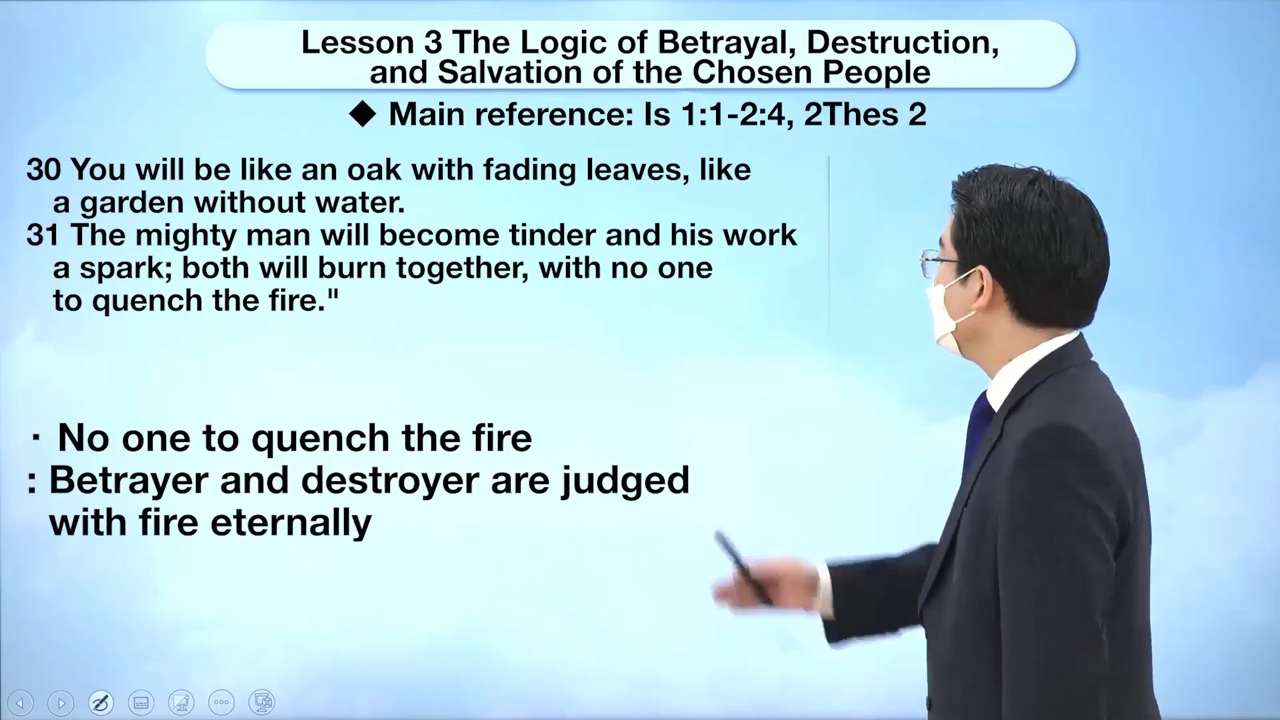 Lesson 3 The Logic of Betrayal, Destruction,
and Salvation of the Chosen People
◆ Main reference: Is 1:1-2:4, 2Thes 2
30 You will be like an oak with fading leaves, like
a garden without water.
31 The mighty man will become tinder and his work
a spark; both will burn together, with no one
to quench the fire."
· No one to quench the fire
: Betrayer and destroyer are judged
with fire eternally